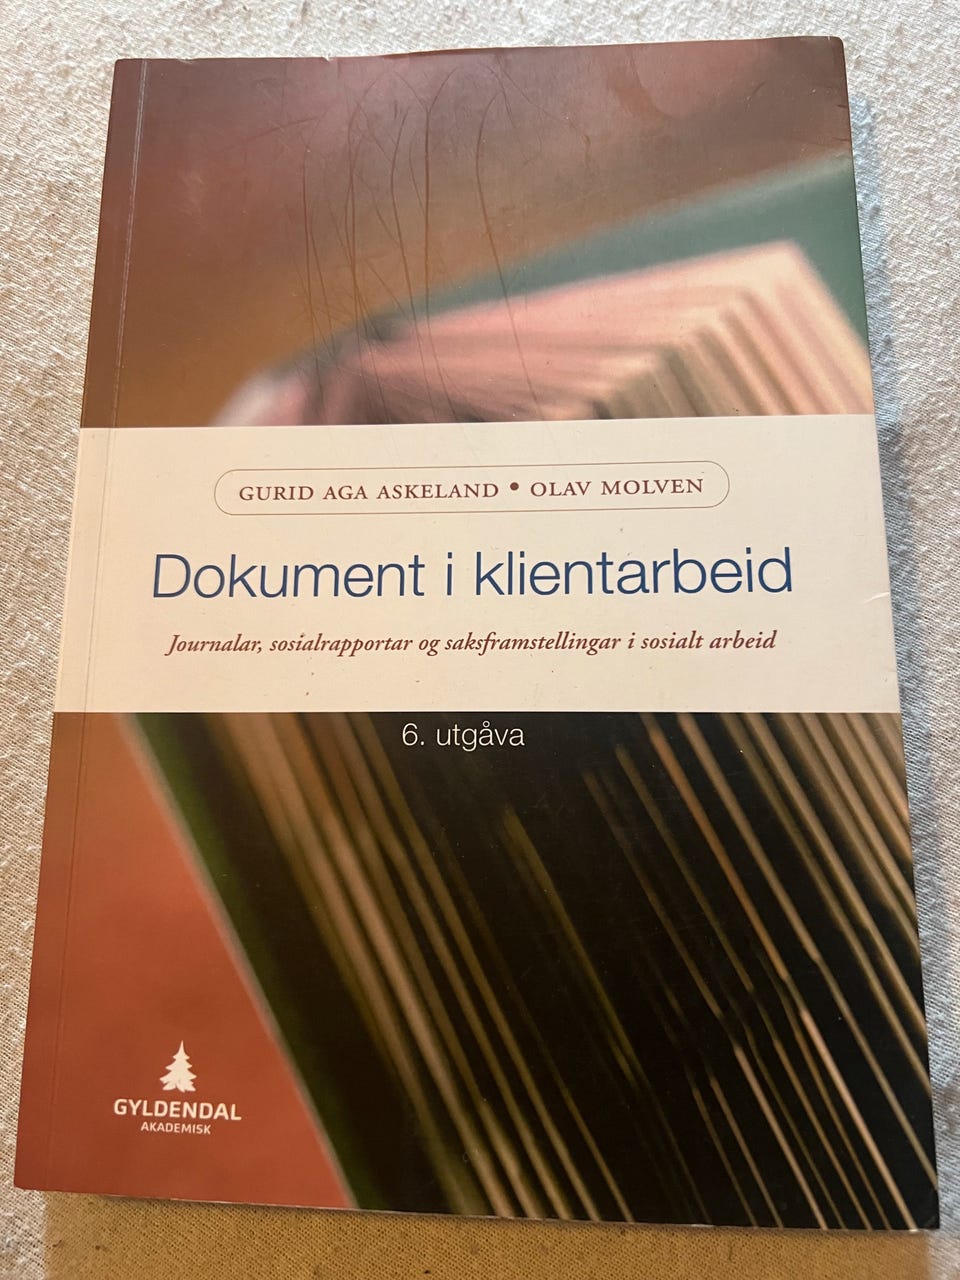 GURID AGA ASKELAND • OLAV MOLVEN
Dokument i klientarbeid
Journalar, sosialrapportar og saksframstellingar i sosialt arbeid
6. utgåva
GYLDENDAL
AKADEMISK